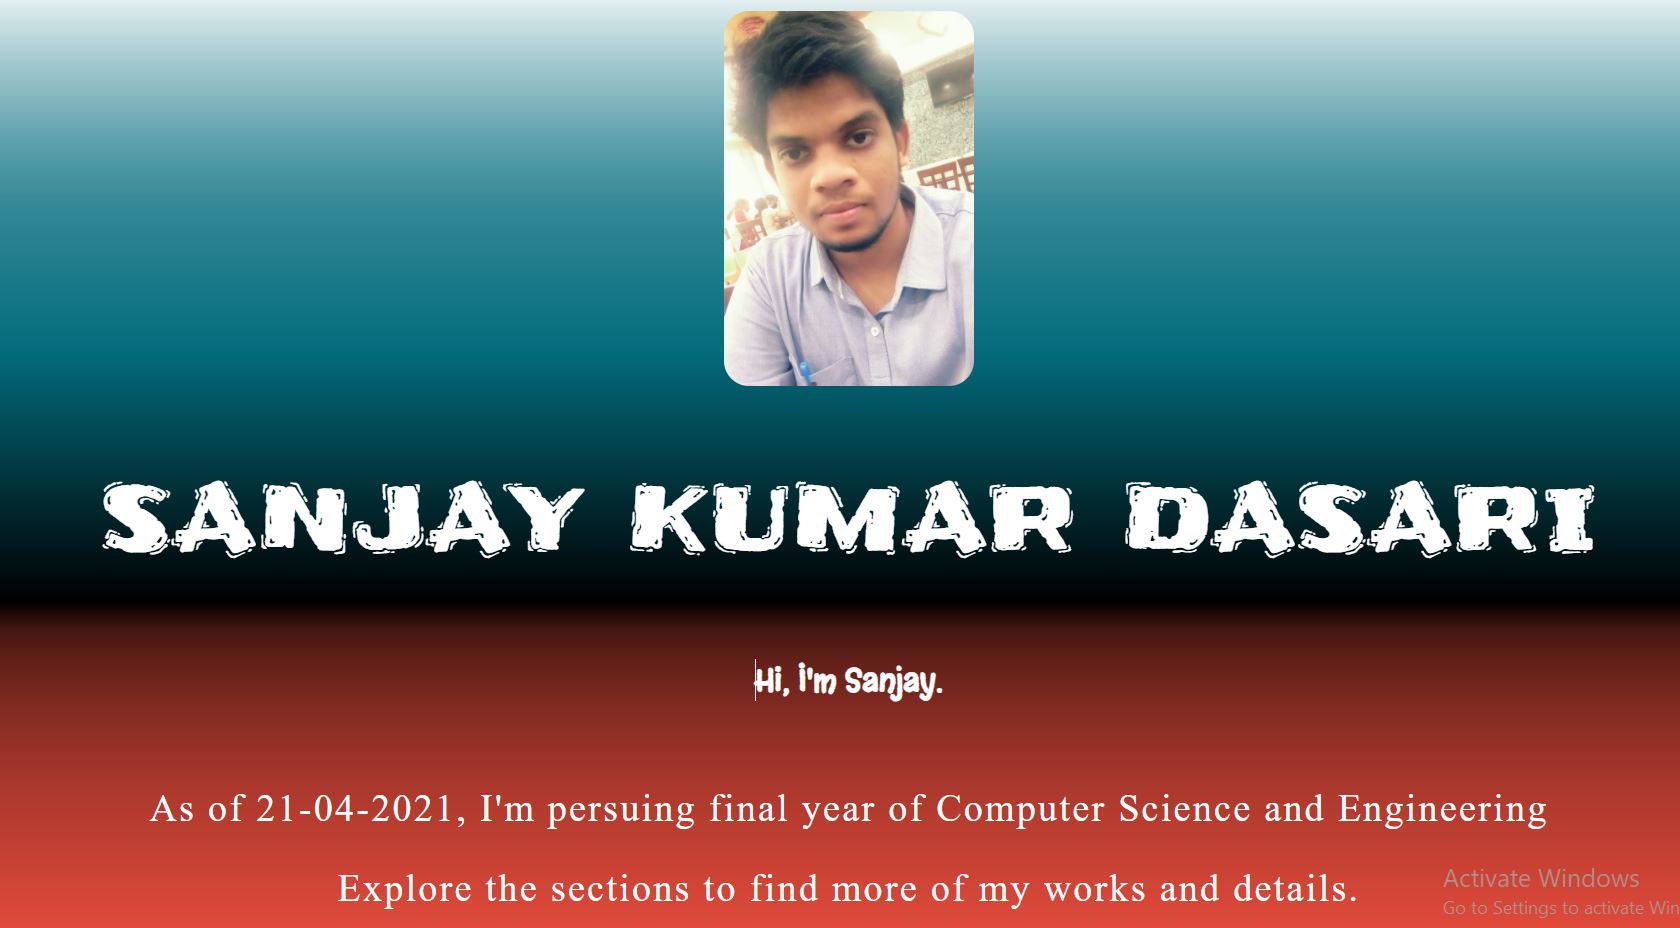 SANJAY KUMAR DASARI
Hi, i'm Sanjay.
As of 21-04-2021, I'm persuing final year of Computer Science and Engineering
Explore the sections to find more of my works and details.
Activate Windows
Go to Settings to activate Win